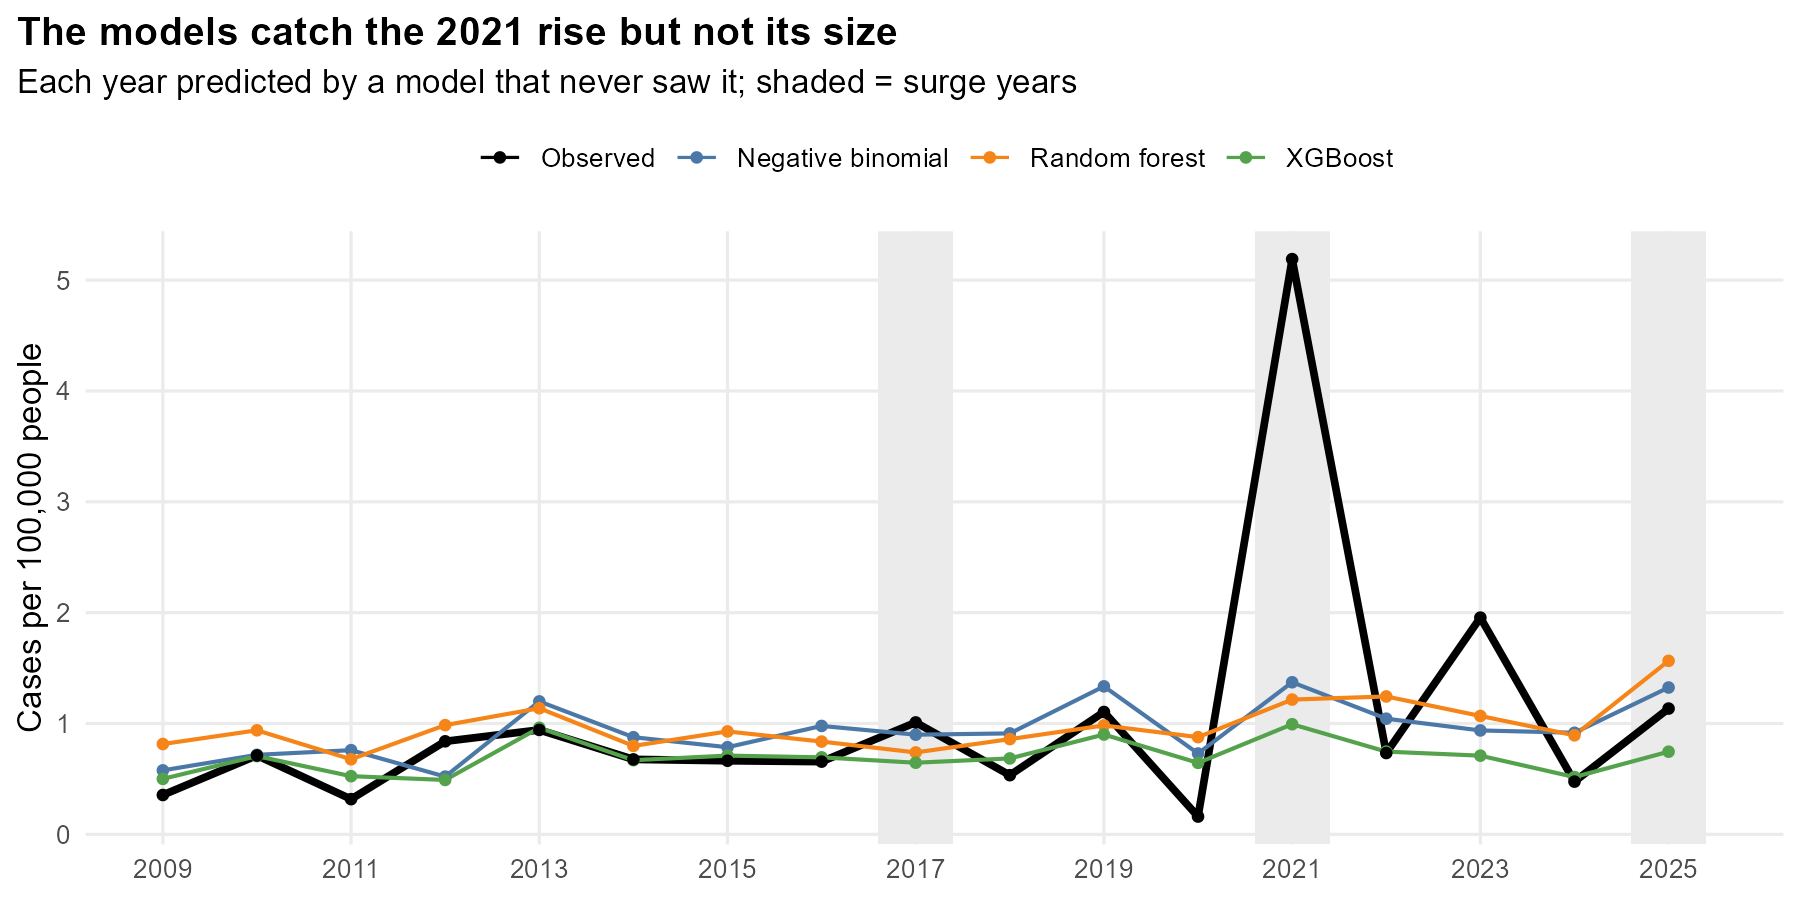 The models catch the 2021 rise but not its size
Each year predicted by a model that never saw it; shaded = surge years
Observed Negative binomial Random forest XGBoost
Cases per 100,000 people
5
4
3
2
1
0
2009 2011 2013 2015 2017 2019 2021 2023 2025